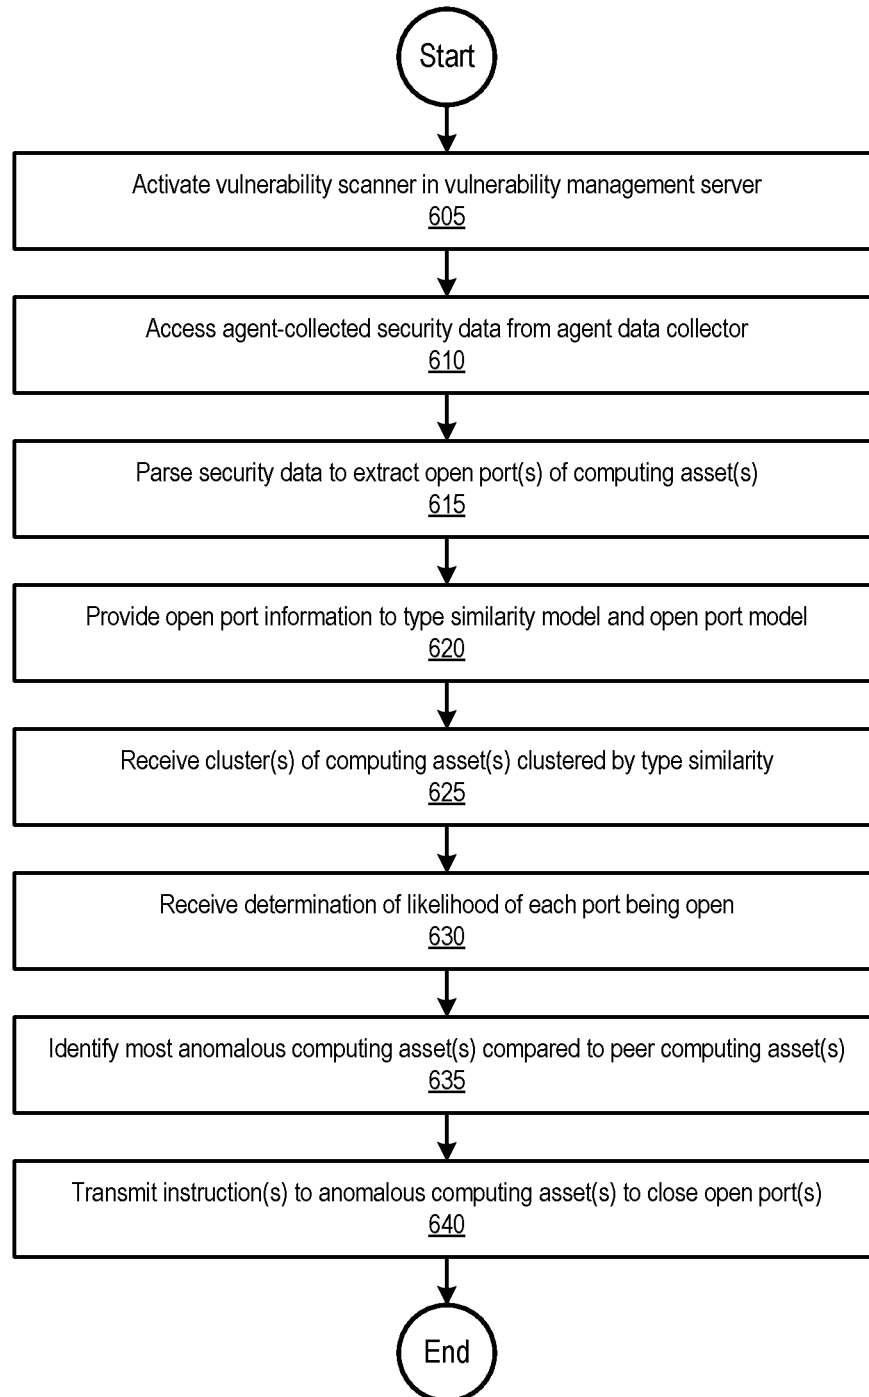 Start
Activate vulnerability scanner in vulnerability management server
605
Access agent-collected security data from agent data collector
610
Parse security data to extract open port(s) of computing asset(s)
615
Provide open port information to type similarity model and open port model
620
Receive cluster(s) of computing asset(s) clustered by type similarity
625
Receive determination of likelihood of each port being open
630
Identify most anomalous computing asset(s) compared to peer computing asset(s)
635
Transmit instruction(s) to anomalous computing asset(s) to close open port(s)
640
End